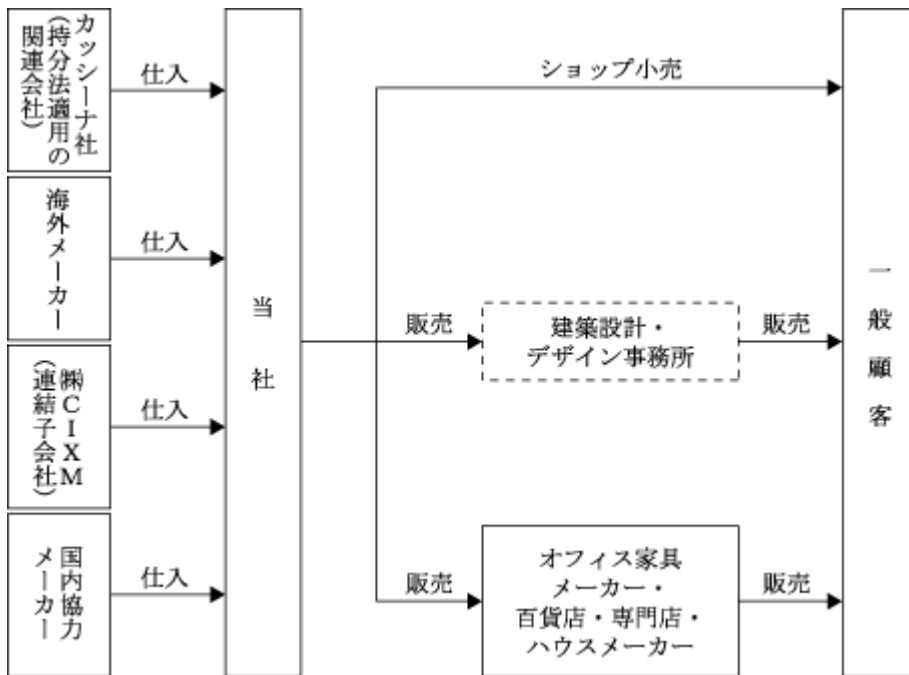 カッシーナ社
（持分法適用の
関連会社）
仕入
海外メーカー
仕入
㈱ＣＩＸＭ
（連結子会社）
仕入
国内協力
メーカー
仕入
当社
ショップ小売
販売
建築設計・
デザイン事務所
販売
販売
オフィス家具
メーカー・
百貨店・専門店・
ハウスメーカー
販売
一般顧客